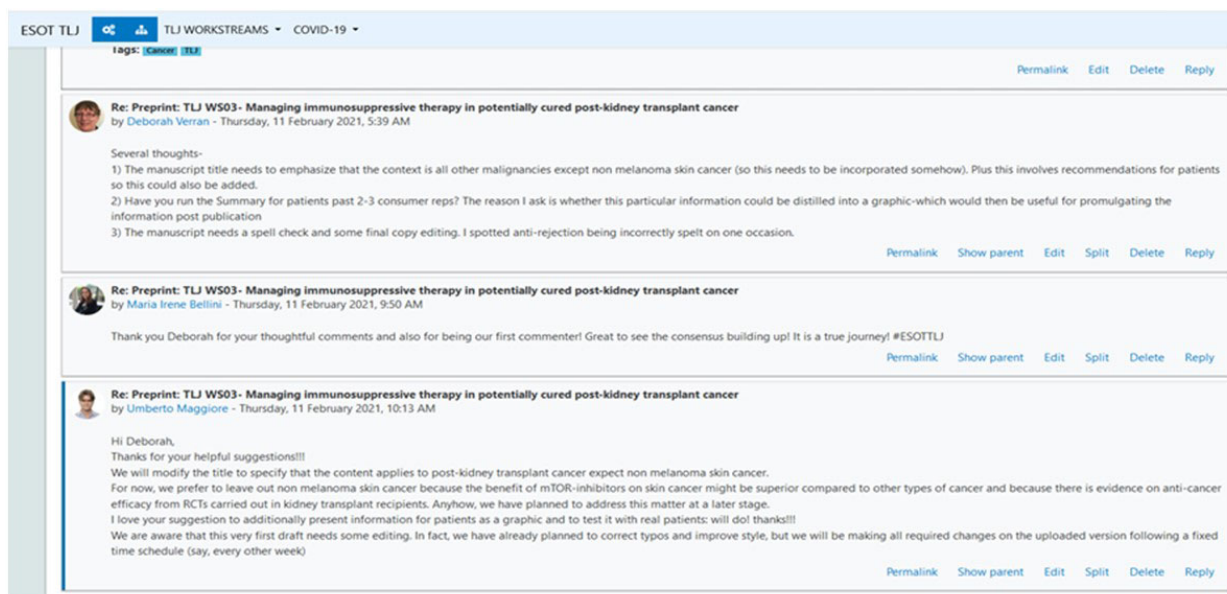 ESOT TLJ TLJ WORKSTREAMS COVID-19
Tags: Cancer TLJ
Permalink Edit Delete Reply
Re: Preprint: TLJ WS03- Managing immunosuppressive therapy in potentially cured post-kidney transplant cancer
by Deborah Verran - Thursday, 11 February 2021, 5:39 AM
Several thoughts-
1) The manuscript title needs to emphasize that the context is all other malignancies except non melanoma skin cancer (so this needs to be incorporated somehow). Plus this involves recommendations for patients
so this could also be added.
2) Have you run the Summary for patients past 2-3 consumer reps? The reason I ask is whether this particular information could be distilled into a graphic-which would then be useful for promulgating the
information post publication
3) The manuscript needs a spell check and some final copy editing. I spotted anti-rejection being incorrectly spelt on one occasion.
Permalink Show parent Edit Split Delete Reply
Re: Preprint: TLJ WS03- Managing immunosuppressive therapy in potentially cured post-kidney transplant cancer
by Maria Irene Bellini - Thursday, 11 February 2021, 9:50 AM
Thank you Deborah for your thoughtful comments and also for being our first commenter! Great to see the consensus building up! It is a true journey! #ESOTTLJ
Permalink Show parent Edit Split Delete Reply
Re: Preprint: TLJ WS03- Managing immunosuppressive therapy in potentially cured post-kidney transplant cancer
by Umberto Maggiore - Thursday, 11 February 2021, 10:13 AM
Hi Deborah,
Thanks for your helpful suggestions!!!
We will modify the title to specify that the content applies to post-kidney transplant cancer expect non melanoma skin cancer.
For now, we prefer to leave out non melanoma skin cancer because the benefit of mTOR-inhibitors on skin cancer might be superior compared to other types of cancer and because there is evidence on anti-cancer
efficacy from RCTs carried out in kidney transplant recipients. Anyhow, we have planned to address this matter at a later stage.
I love your suggestion to additionally present information for patients as a graphic and to test it with real patients: will do! thanks!!!
We are aware that this very first draft needs some editing. In fact, we have already planned to correct typos and improve style, but we will be making all required changes on the uploaded version following a fixed
time schedule (say, every other week)
Permalink Show parent Edit Split Delete Reply